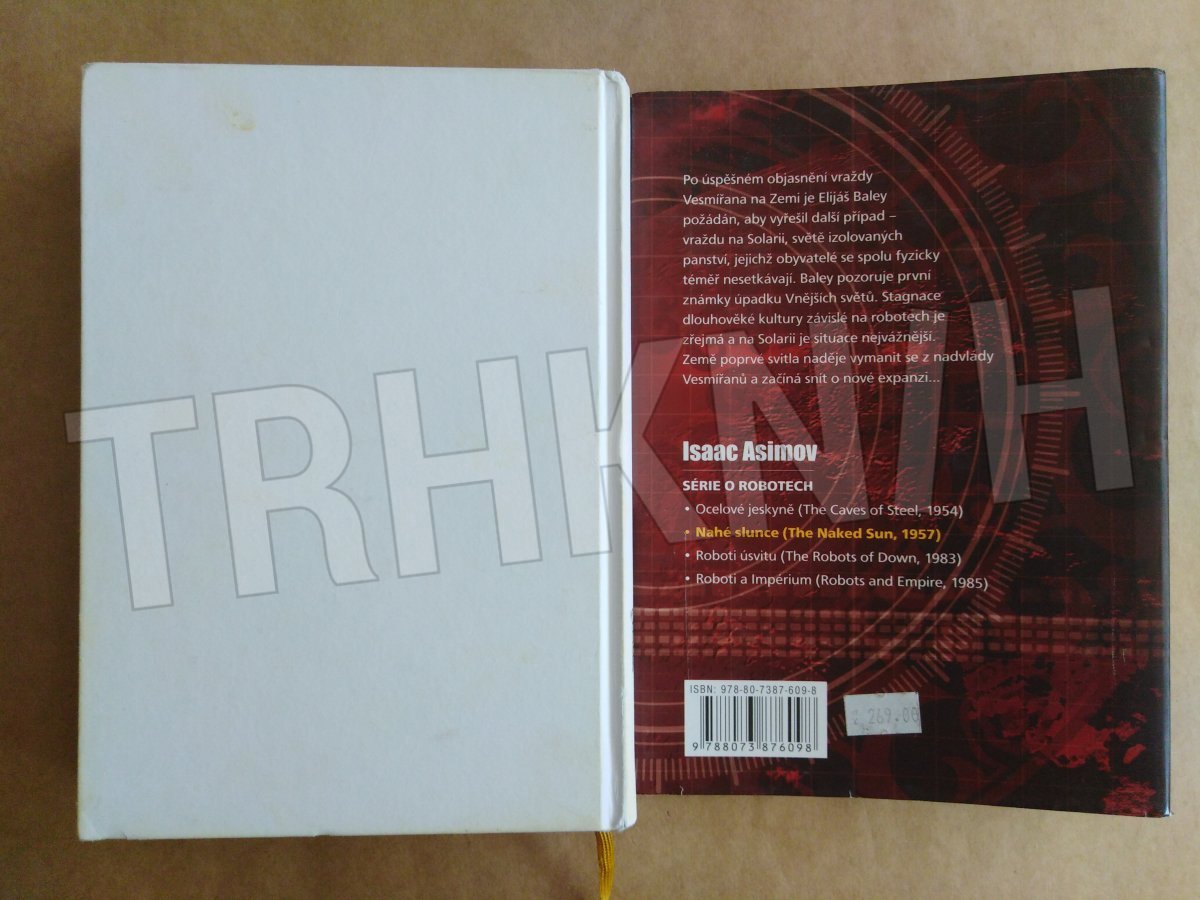 Po úspěšném objasnění vraždy
Vesmířana na Zemi je Elijáš Baley
požádán, aby vyřešil další případ –
vraždu na Solarii, světě izolovaných
panství, jejichž obyvatelé se spolu fyzicky
téměř nesetkávají. Baley pozoruje první
známky úpadku Vnějších světů. Stagnace
dlouhověké kultury závislé na robotech je
zřejmá a na Solarii je situace nejvážnější.
Země poprvé svitla naděje vymanit se z nadvlády
Vesmířanů a začíná snít o nové expanzi...
TRHKNIH
Isaac Asimov
SÉRIE O ROBOTECH
• Ocelové jeskyně (The Caves of Steel, 1954)
• Nahé slunce (The Naked Sun, 1957)
• Roboti úsvitu (The Robots of Down, 1983)
• Roboti a Impérium (Robots and Empire, 1985)
ISBN: 978-80-7387-609-8
9 788073 876098
269.00